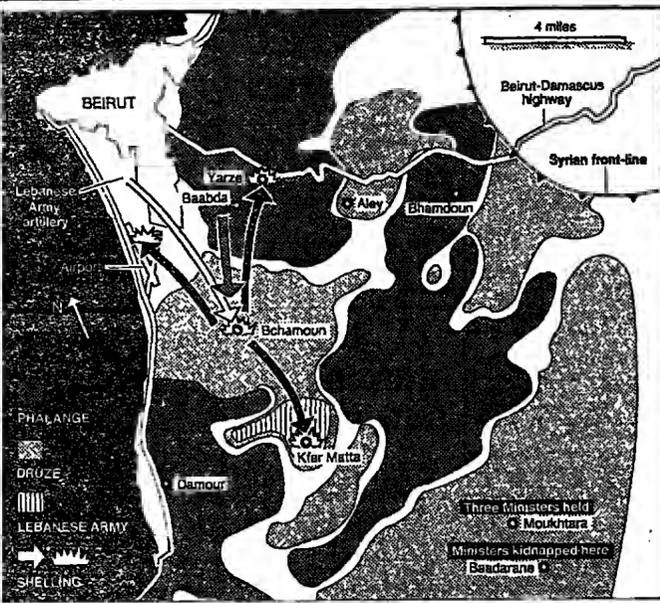 4 miles
BEIRUT
Beirut-Damascus
highway
Syrian front-line
Yarze
Baabda
Lebanese
Army
artillery
Aley
Bhamdoun
Airport
N
Bchamoun
PHALANGE
Kfar Matta
DRUZE
Damour
LEBANESE ARMY
Three Ministers held
Moukhtara
Ministers kidnapped here
Baadarane
SHELLING